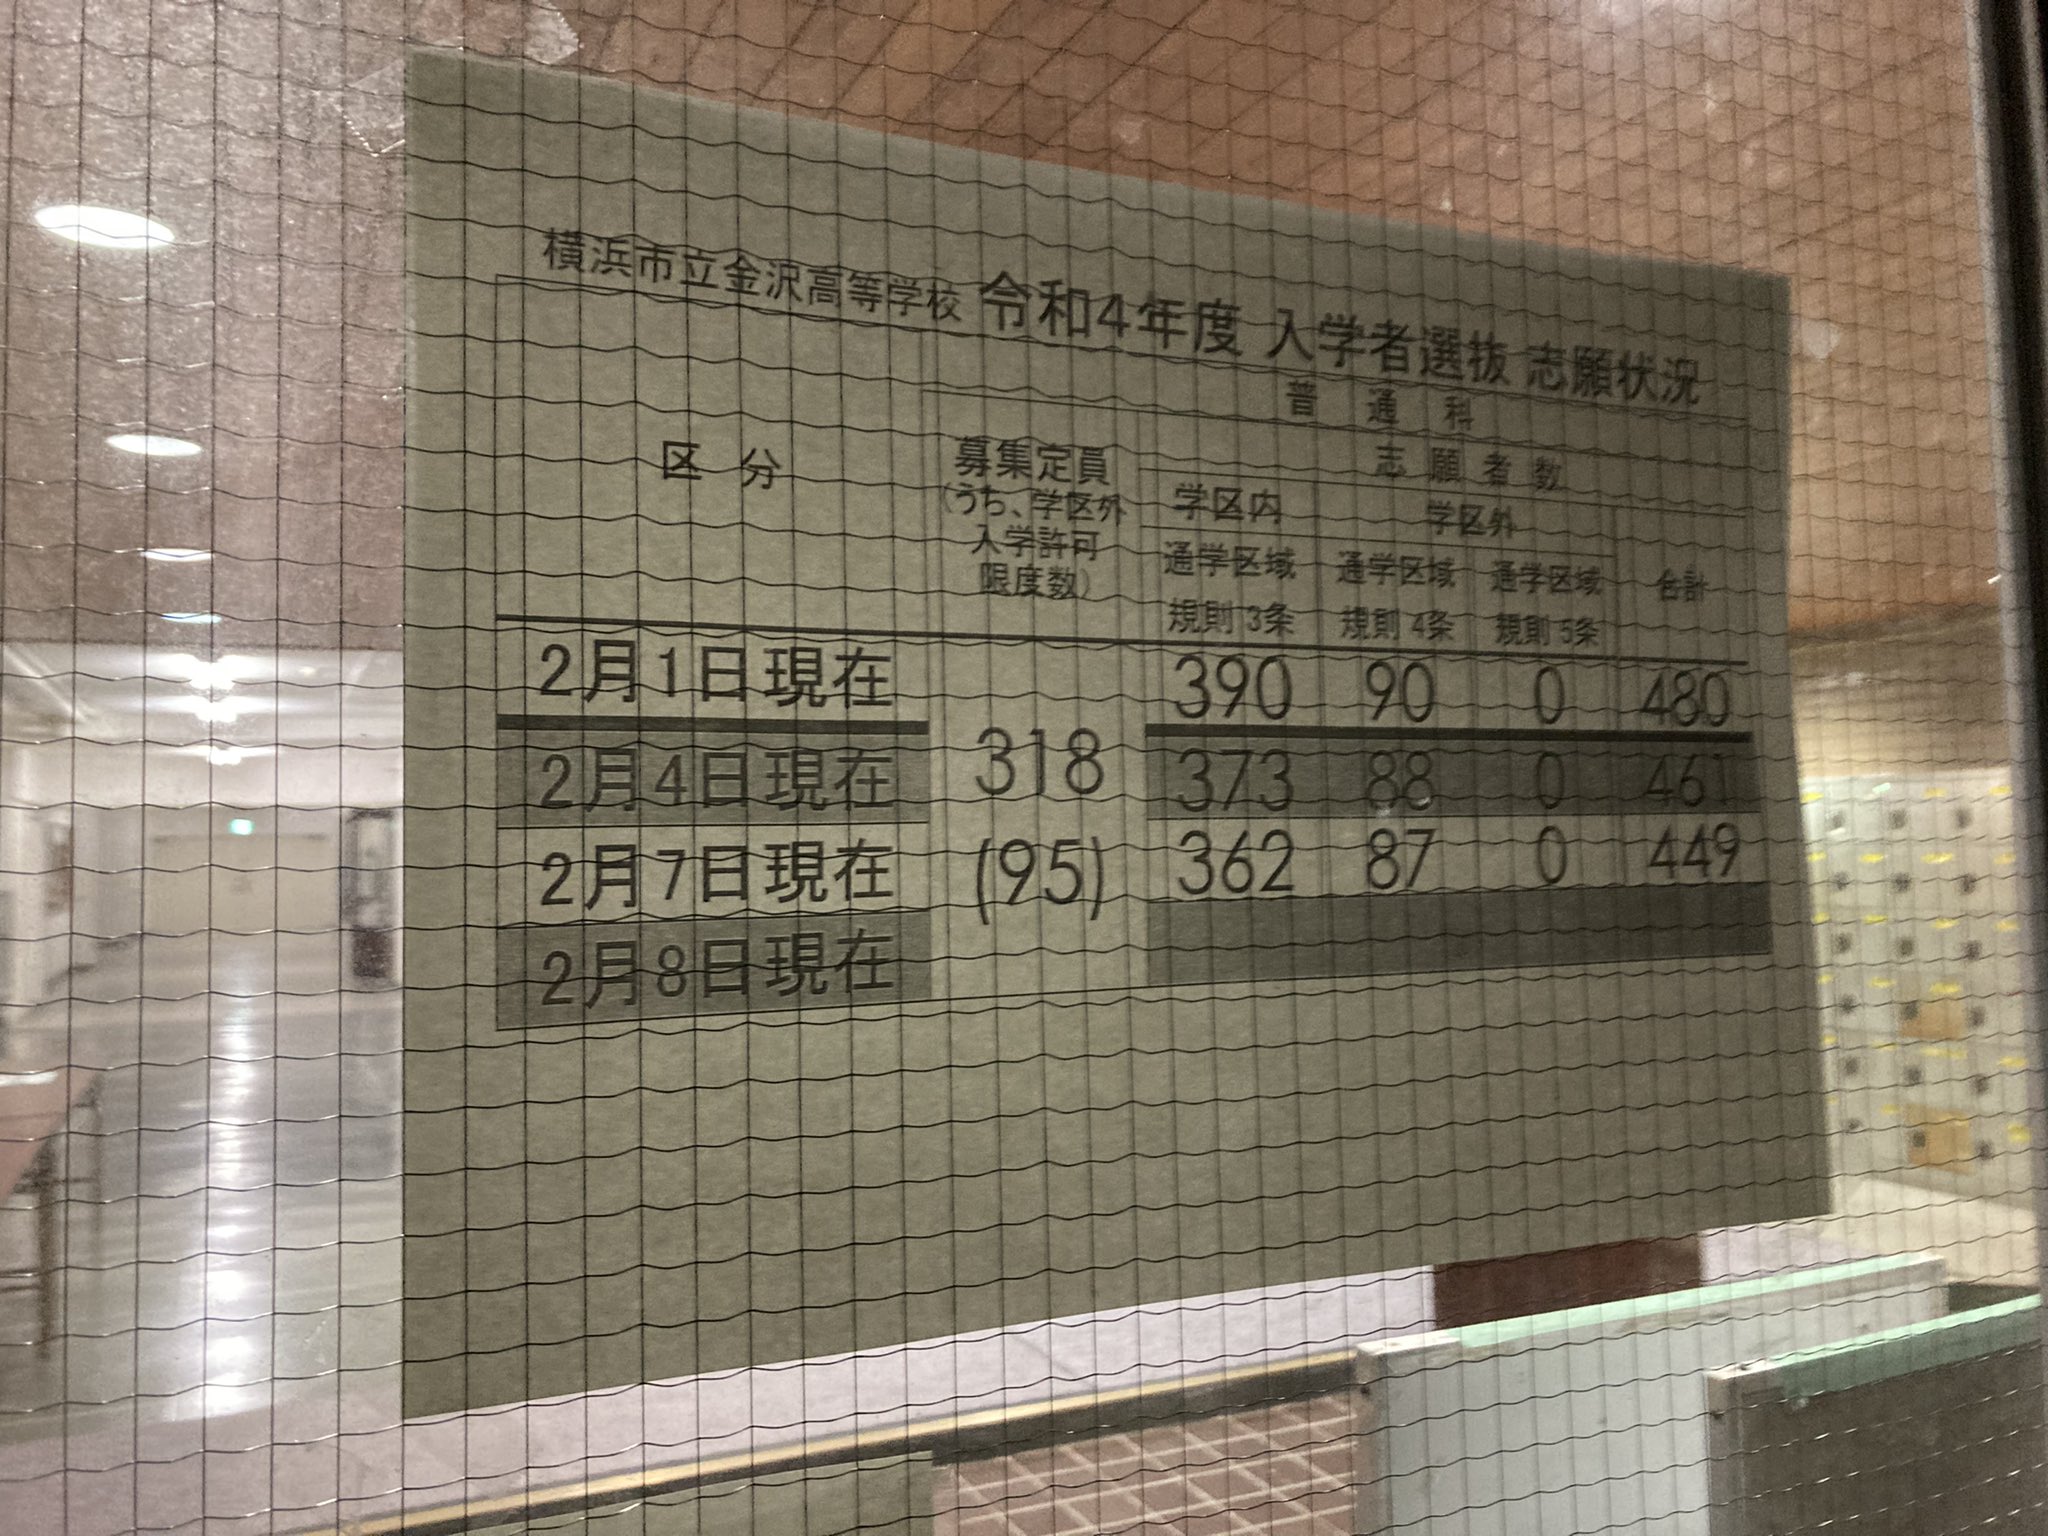 横浜市立金沢高等学校 令和4年度 入学者選抜 志願状況
普通科
区分
募集定員
(うち、学区外
入学許可
限度数)
志願者数
学区内 学区外
通学区域 通学区域 通学区域 合計
規則3条 規則4条 規則5条
2月1日現在 390 90 0 480
318
2月4日現在 373 88 0 461
(95)
2月7日現在 362 87 0 449
2月8日現在